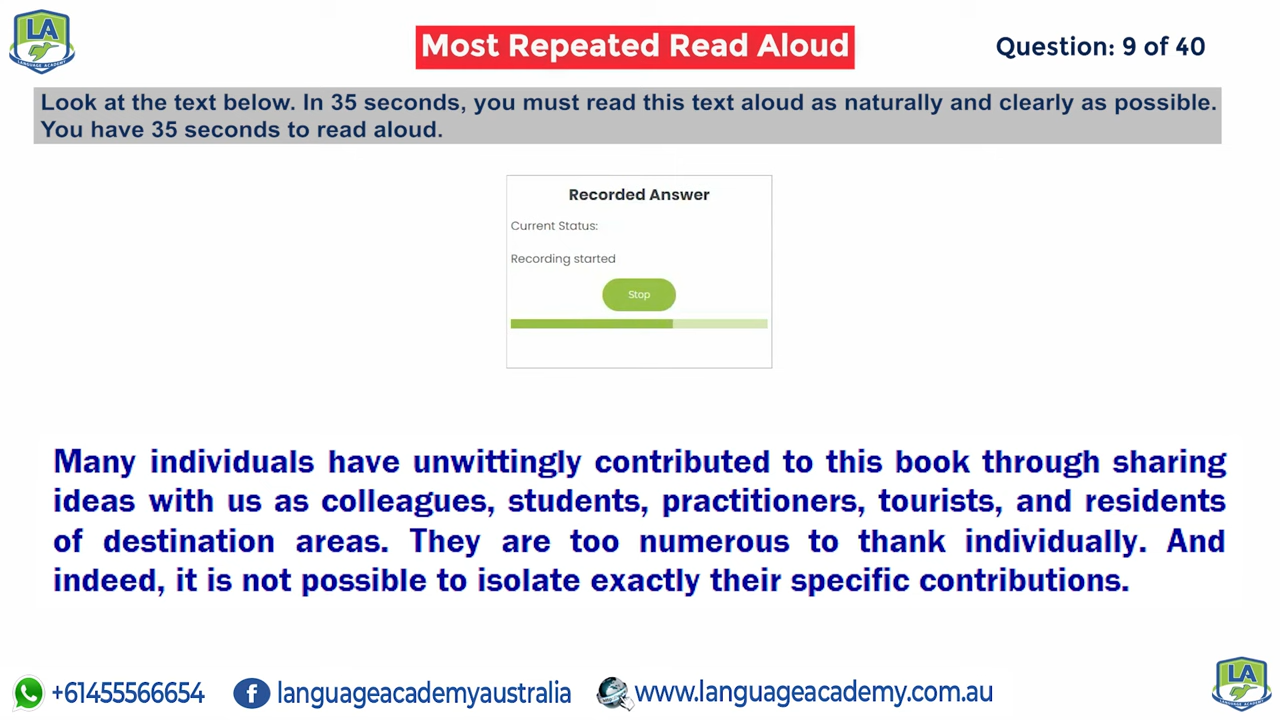 LA
LANGUAGE ACADEMY
Most Repeated Read Aloud
Question: 9 of 40
Look at the text below. In 35 seconds, you must read this text aloud as naturally and clearly as possible.
You have 35 seconds to read aloud.
Recorded Answer
Current Status:
Recording started
Stop
Many individuals have unwittingly contributed to this book through sharing
ideas with us as colleagues, students, practitioners, tourists, and residents
of destination areas. They are too numerous to thank individually. And
indeed, it is not possible to isolate exactly their specific contributions.
+61455566654
languageacademyaustralia
www.languageacademy.com.au
LA